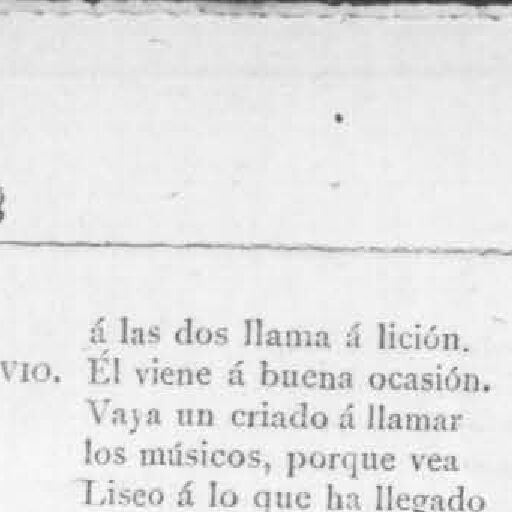 á las dos llama á lición.
VIO. Él viene á buena ocasión.
Vaya un criado á llamar
los músicos, porque vea
Liseo á lo que ha llegado